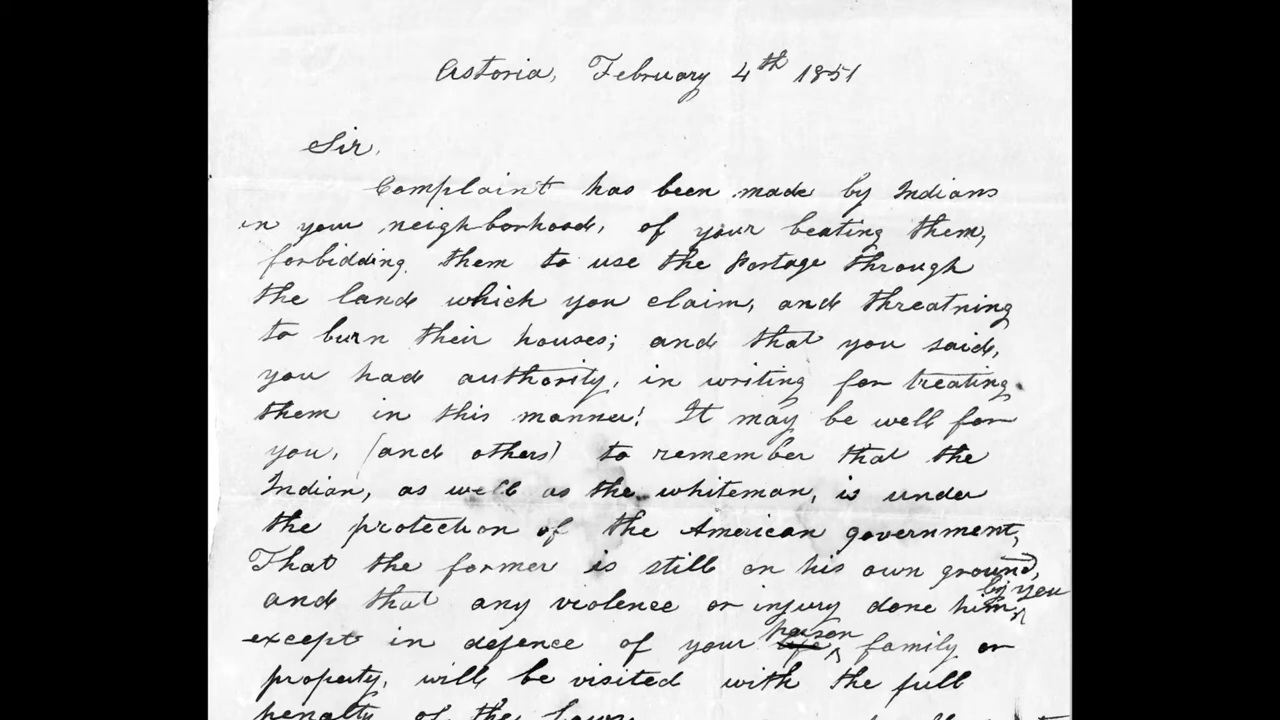 Astoria, February 4th 1851
Sir.
Complaint has been made by Indians
in your neighborhood, of your beating them,
forbidding them to use the Portage through
the land which you claim, and threatning
to burn their houses; and that you said,
you had authority, in writing for treating
them in this manner! It may be well for
you, (and others) to remember that the
Indian, as well as the whiteman, is under
the protection of the American government,
That the former is still on his own ground,
and that any violence or injury done him by you
except in defence of your person family or
property, will be visited with the full
penalty of the law